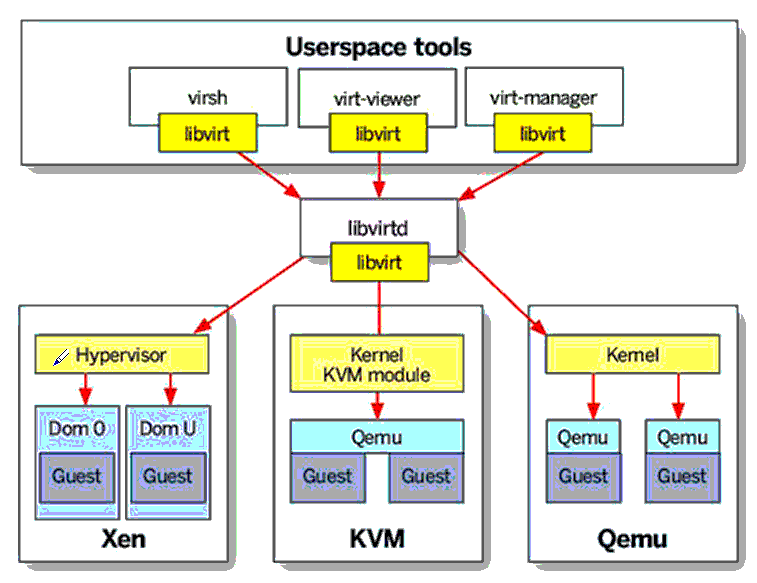 Userspace tools
virsh
virt-viewer
virt-manager
libvirt
libvirt
libvirt
libvirtd
libvirt
Hypervisor
Dom 0
Dom U
Guest
Guest
Xen
Kernel
KVM module
Qemu
Guest
Guest
KVM
Kernel
Qemu
Qemu
Guest
Guest
Qemu